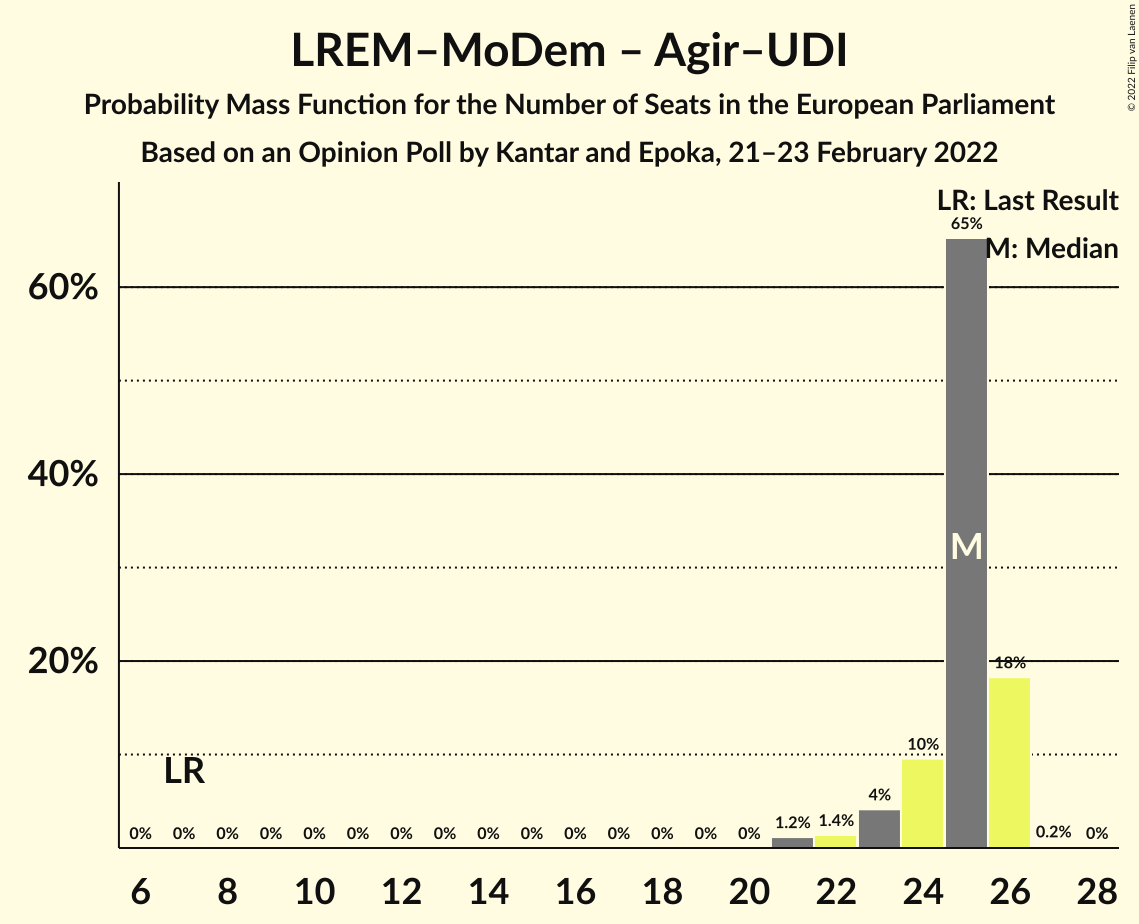 LREM–MoDem – Agir–UDI
Probability Mass Function for the Number of Seats in the European Parliament
Based on an Opinion Poll by Kantar and Epoka, 21–23 February 2022
© 2022 Filip van Laenen
LR: Last Result
M: Median
60%
40%
20%
65%
M
18%
10%
LR
4%
0% 0% 0% 0% 0% 0% 0% 0% 0% 0% 0% 0% 0% 0% 0% 1.2% 1.4% 0.2% 0%
6 8 10 12 14 16 18 20 22 24 26 28